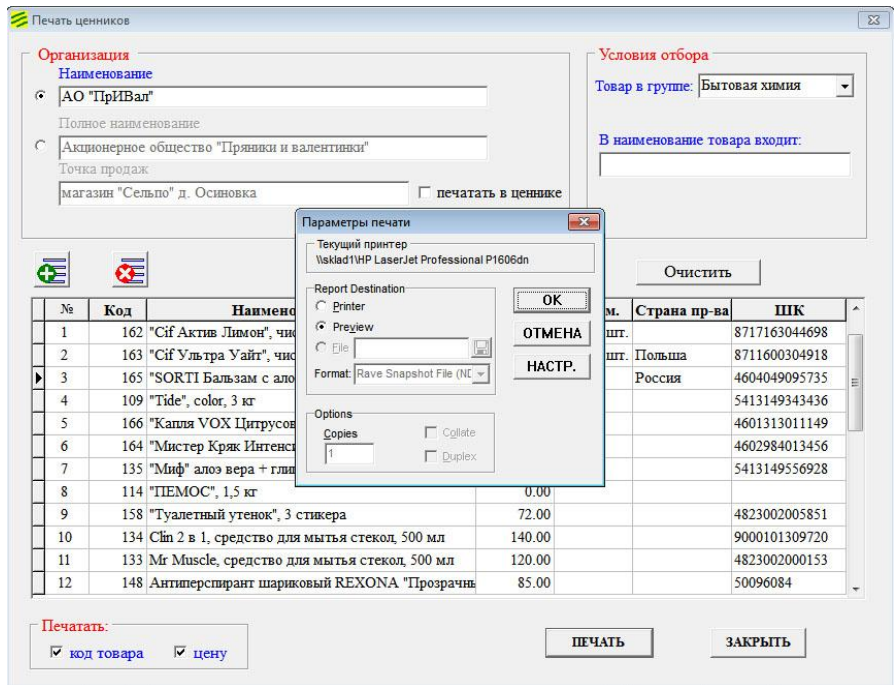 Печать ценников
Организация
Наименование
АО "ПрИВал"
Полное наименование
Акционерное общество "Пряники и валентинки"
Точка продаж
магазин "Сельпо" д. Осиновка
печатать в ценнике
Условия отбора
Товар в группе: Бытовая химия
В наименование товара входит:
Параметры печати
Текущий принтер
\\sklad1\HP LaserJet Professional P1606dn
Report Destination
Printer
Preview
File
Format: Rave Snapshot File (NI
OK
ОТМЕНА
НАСТР.
Options
Copies
1
Collate
Duplex
Очистить
№ Код Наимено м. Страна пр-ва ШК
1 162 "Cif Актив Лимон", чис шт. 8717163044698
2 163 "Cif Ультра Уайт", чис шт. Польша 8711600304918
3 165 "SORTI Бальзам с ало Россия 4604049095735
4 109 "Tide", color, 3 кг 5413149343436
5 166 "Капля VOX Цитрусов 4601313011149
6 164 "Мистер Кряк Интенс 4602984013456
7 135 "Миф" алоэ вера + гли 5413149556928
8 114 "ПЕМОС", 1,5 кг 0.00
9 158 "Туалетный утенок", 3 стикера 72.00 4823002005851
10 134 Clin 2 в 1, средство для мытья стекол, 500 мл 140.00 9000101309720
11 133 Mr Muscle, средство для мытья стекол, 500 мл 120.00 4823002000153
12 148 Антиперспирант шариковый REXONA "Прозрачн 85.00 50096084
Печатать:
код товара
цену
ПЕЧАТЬ
ЗАКРЫТЬ